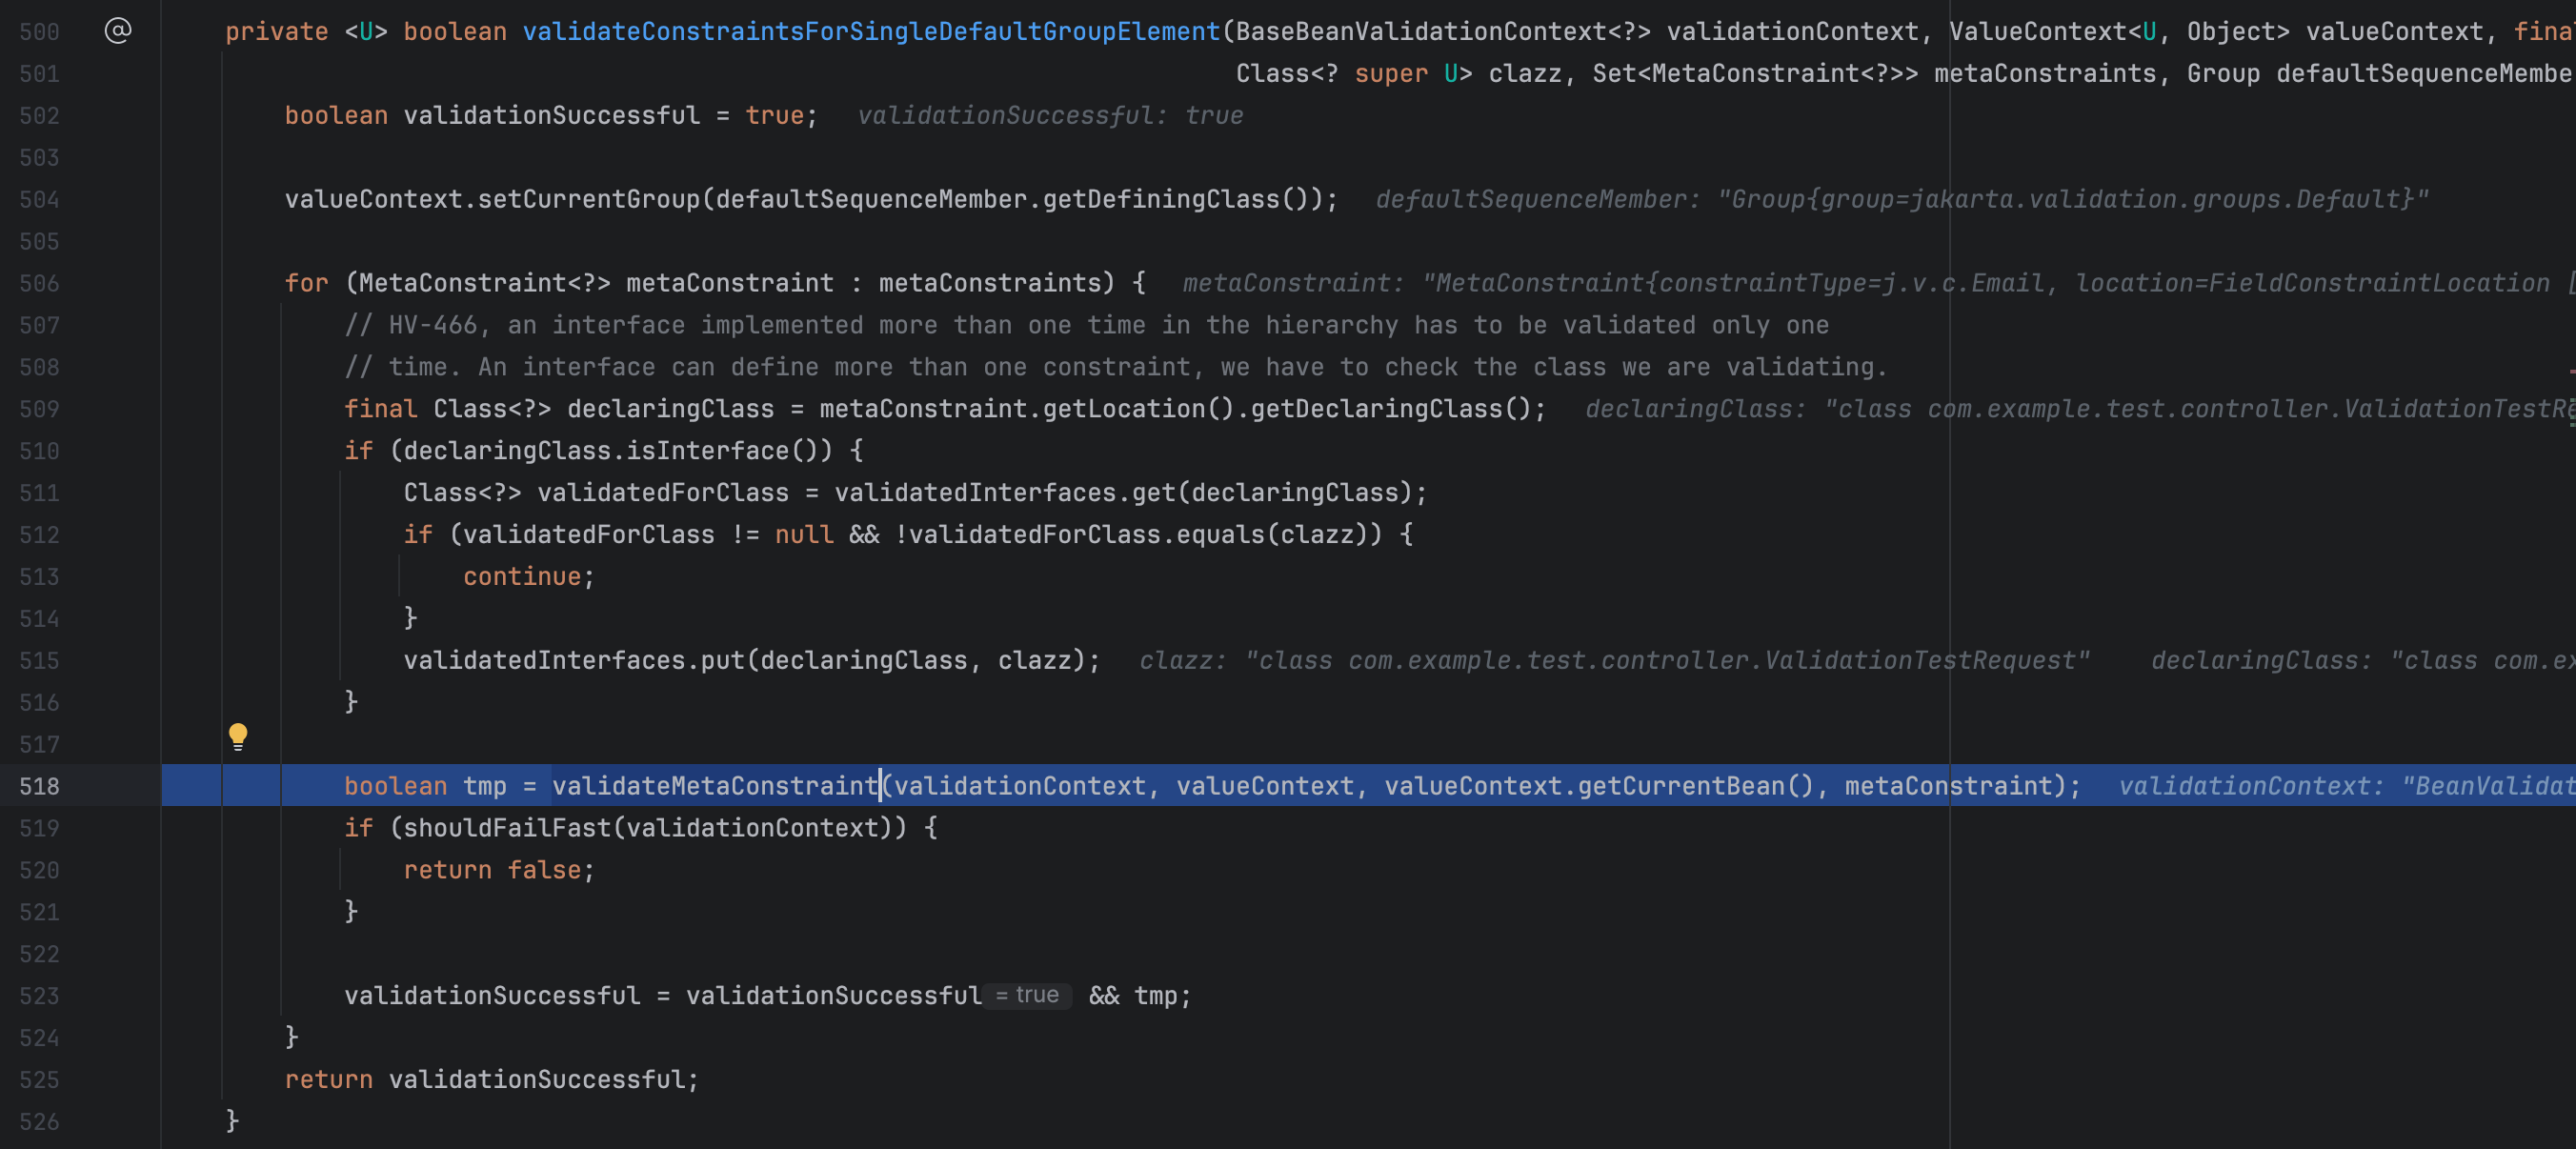 500 @ private <U> boolean validateConstraintsForSingleDefaultGroupElement(BaseBeanValidationContext<?> validationContext, ValueContext<U, Object> valueContext, fina
501 Class<? super U> clazz, Set<MetaConstraint<?>> metaConstraints, Group defaultSequenceMembe
502 boolean validationSuccessful = true; validationSuccessful: true
503
504 valueContext.setCurrentGroup(defaultSequenceMember.getDefiningClass()); defaultSequenceMember: "Group{group=jakarta.validation.groups.Default}"
505
506 for (MetaConstraint<?> metaConstraint : metaConstraints) { metaConstraint: "MetaConstraint{constraintType=j.v.c.Email, location=FieldConstraintLocation [
507 // HV-466, an interface implemented more than one time in the hierarchy has to be validated only one
508 // time. An interface can define more than one constraint, we have to check the class we are validating.
509 final Class<?> declaringClass = metaConstraint.getLocation().getDeclaringClass(); declaringClass: "class com.example.test.controller.ValidationTestRe
510 if (declaringClass.isInterface()) {
511 Class<?> validatedForClass = validatedInterfaces.get(declaringClass);
512 if (validatedForClass != null && !validatedForClass.equals(clazz)) {
513 continue;
514 }
515 validatedInterfaces.put(declaringClass, clazz); clazz: "class com.example.test.controller.ValidationTestRequest" declaringClass: "class com.ex
516 }
517
518 boolean tmp = validateMetaConstraint(validationContext, valueContext, valueContext.getCurrentBean(), metaConstraint); validationContext: "BeanValidat
519 if (shouldFailFast(validationContext)) {
520 return false;
521 }
522
523 validationSuccessful = validationSuccessful = true && tmp;
524 }
525 return validationSuccessful;
526 }